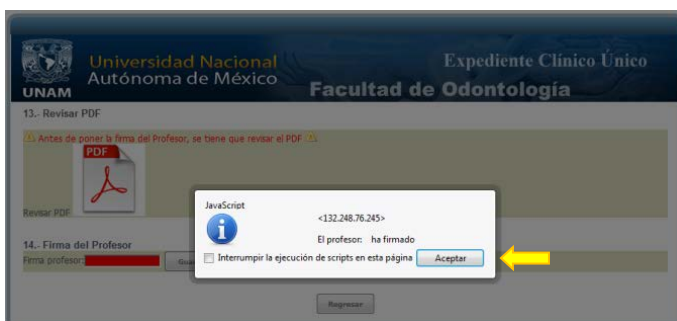 Universidad Nacional
Autónoma de México
UNAM
Expediente Clínico Único
Facultad de Odontología
13.- Revisar PDF
Antes de poner la firma del Profesor, se tiene que revisar el PDF
PDF
Revisar PDF
JavaScript
<132.248.76.245>
El profesor: ha firmado
Interrumpir la ejecución de scripts en esta página
Aceptar
14.- Firma del Profesor
Firma profesor:
Regresar